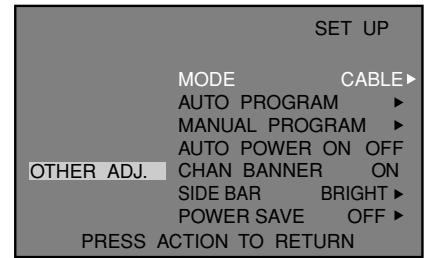 SET UP
MODE CABLE ▶
AUTO PROGRAM ▶
MANUAL PROGRAM ▶
AUTO POWER ON OFF
OTHER ADJ. CHAN BANNER ON
SIDE BAR BRIGHT ▶
POWER SAVE OFF ▶
PRESS ACTION TO RETURN